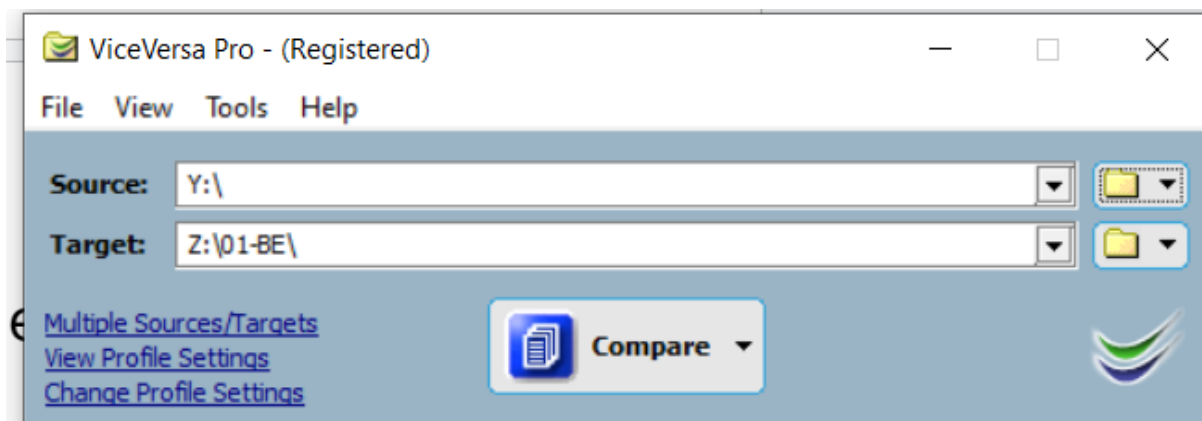 ViceVersa Pro - (Registered)
File View Tools Help
Source: Y:\
Target: Z:\01-BE\
Multiple Sources/Targets
View Profile Settings
Change Profile Settings
Compare